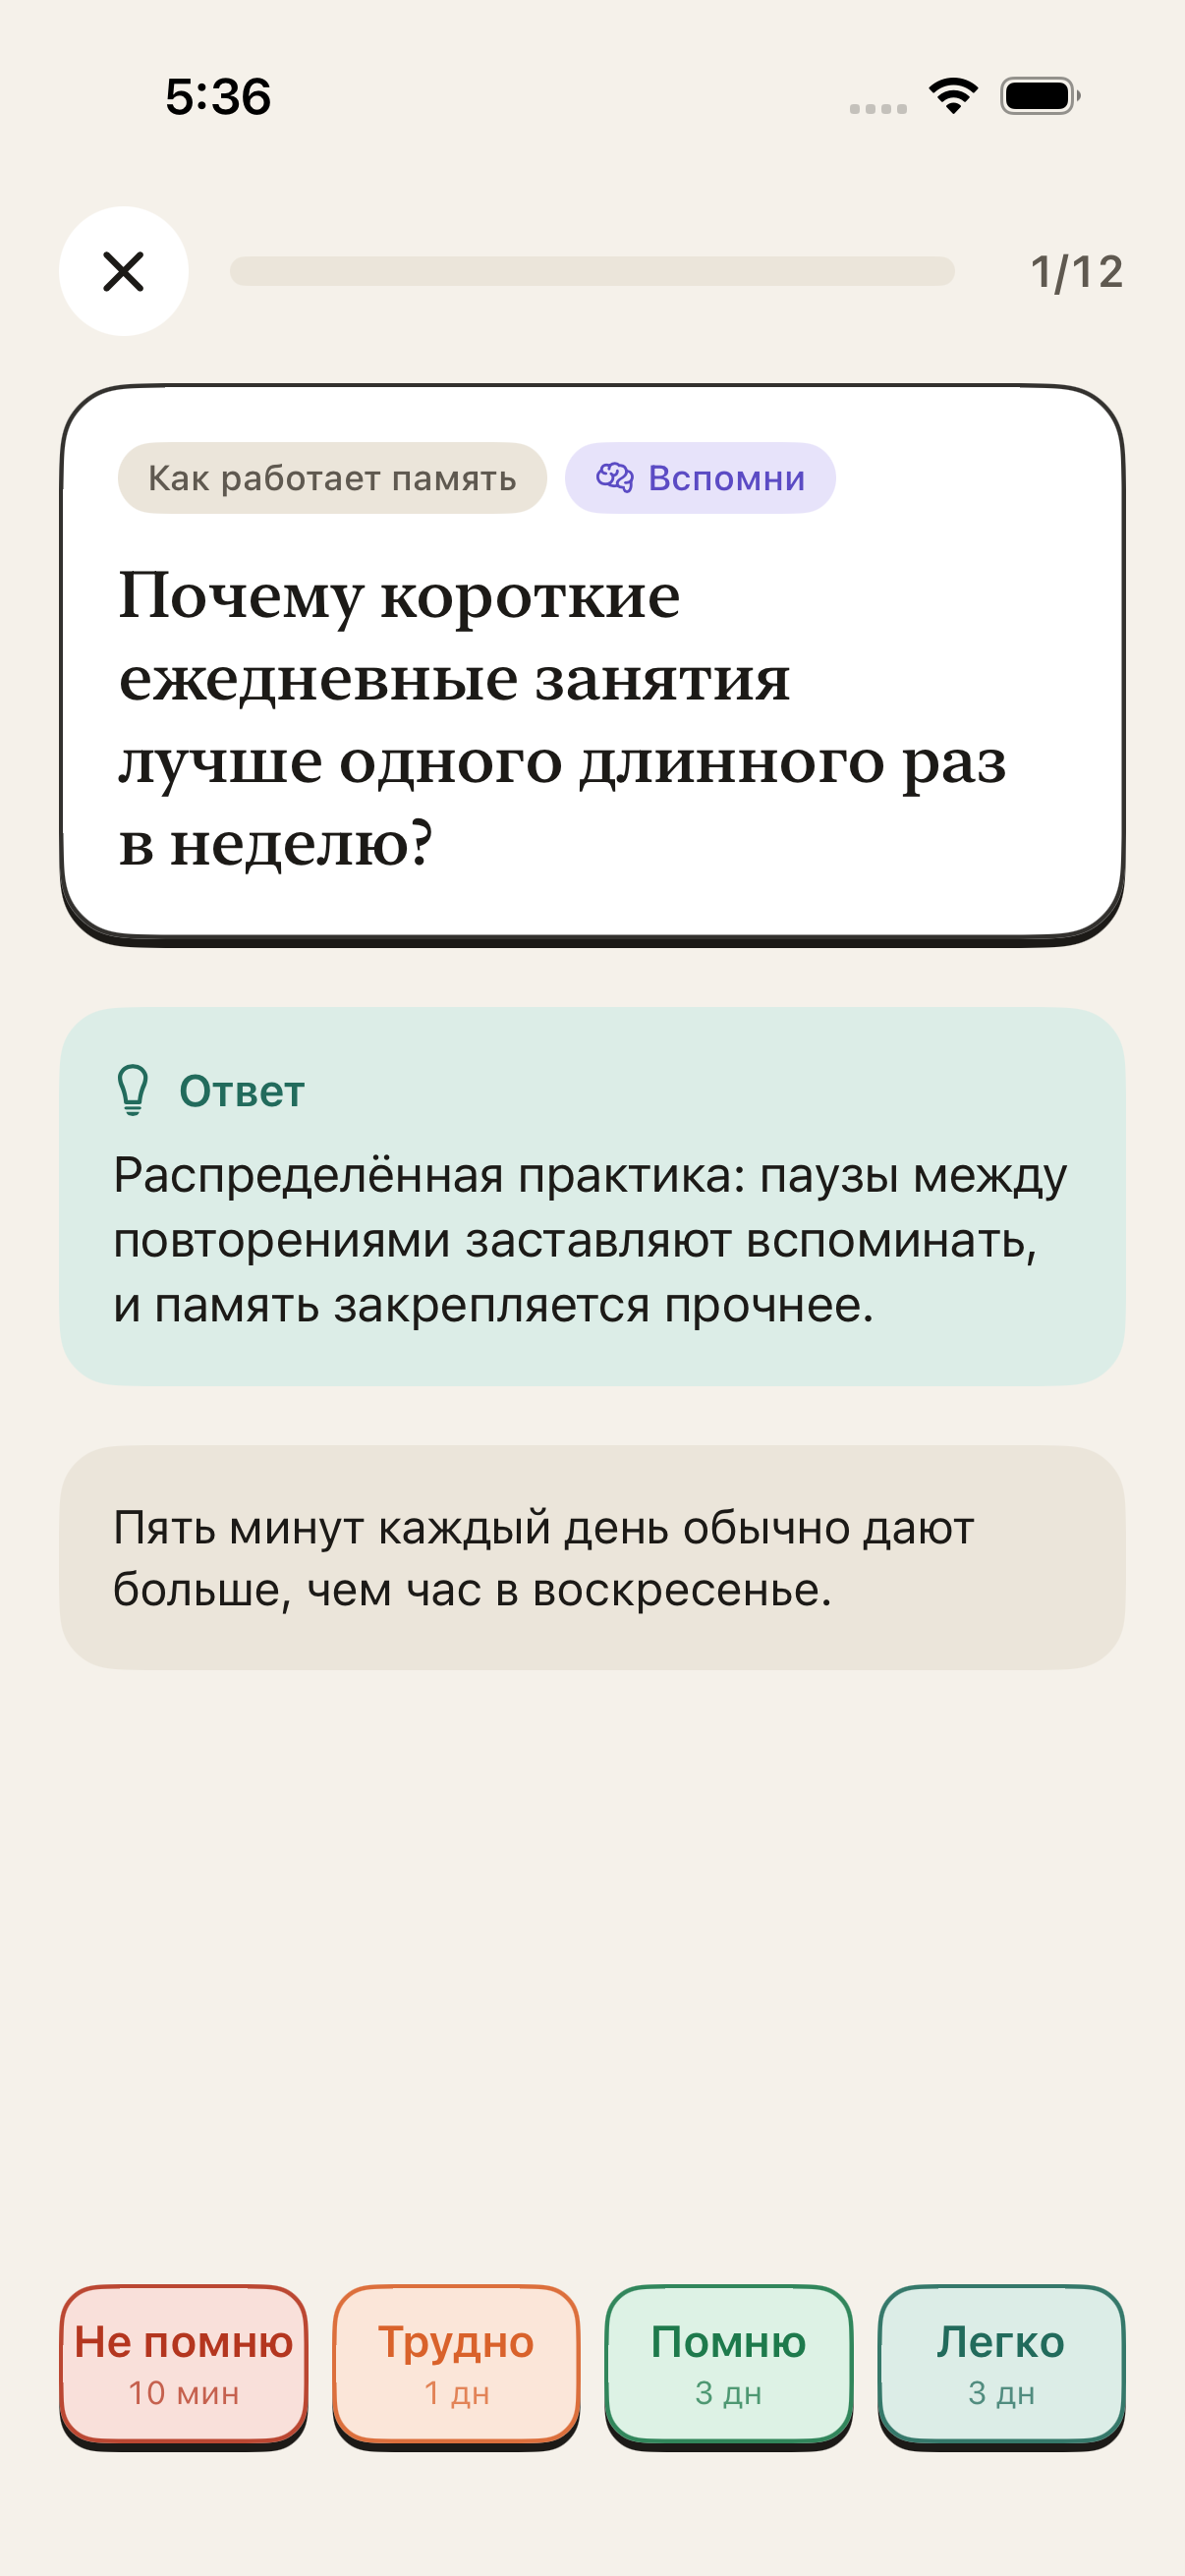 5:36
1/12
Как работает память
Вспомни
Почему короткие
ежедневные занятия
лучше одного длинного раз
в неделю?
Ответ
Распределённая практика: паузы между
повторениями заставляют вспоминать,
и память закрепляется прочнее.
Пять минут каждый день обычно дают
больше, чем час в воскресенье.
Не помню
10 мин
Трудно
1 дн
Помню
3 дн
Легко
3 дн